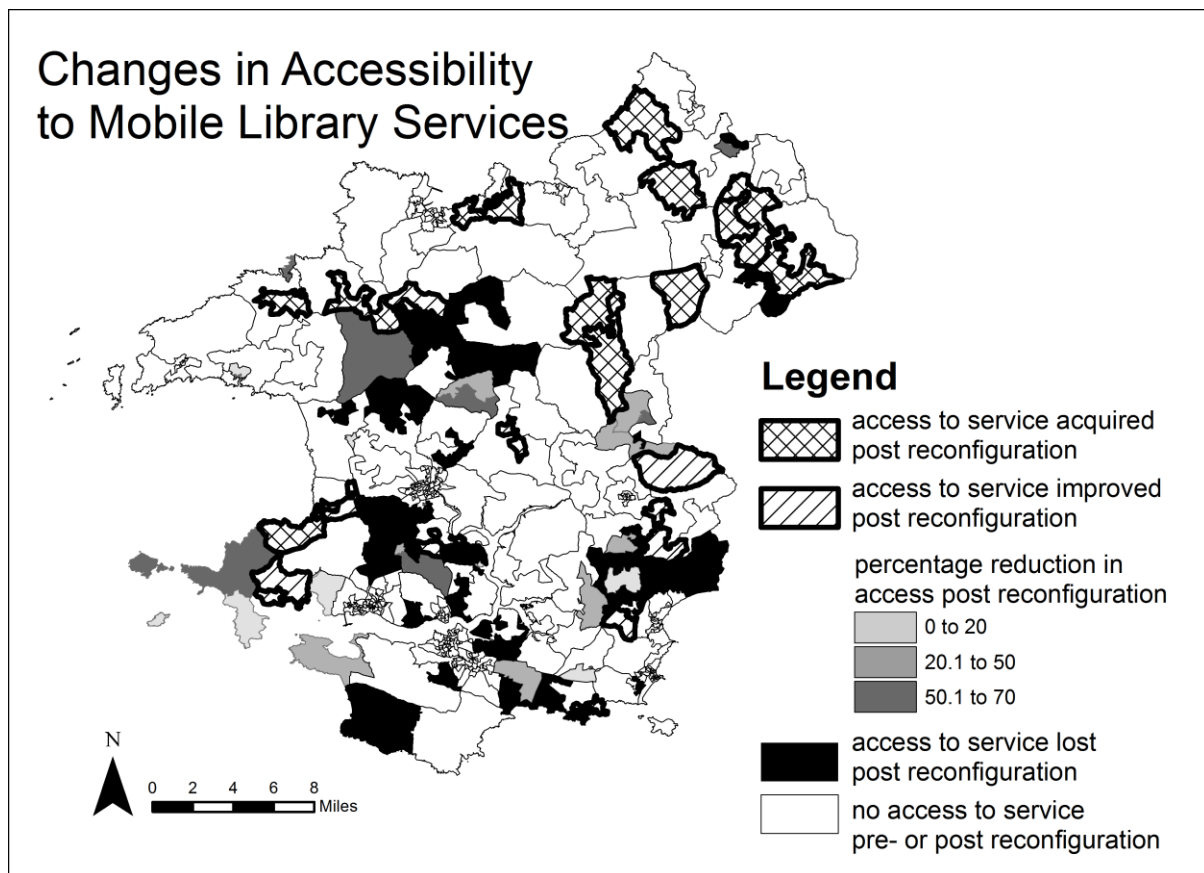 Changes in Accessibility
to Mobile Library Services
Legend
access to service acquired
post reconfiguration
access to service improved
post reconfiguration
percentage reduction in
access post reconfiguration
0 to 20
20.1 to 50
50.1 to 70
access to service lost
post reconfiguration
no access to service
pre- or post reconfiguration
N
0 2 4 6 8
Miles